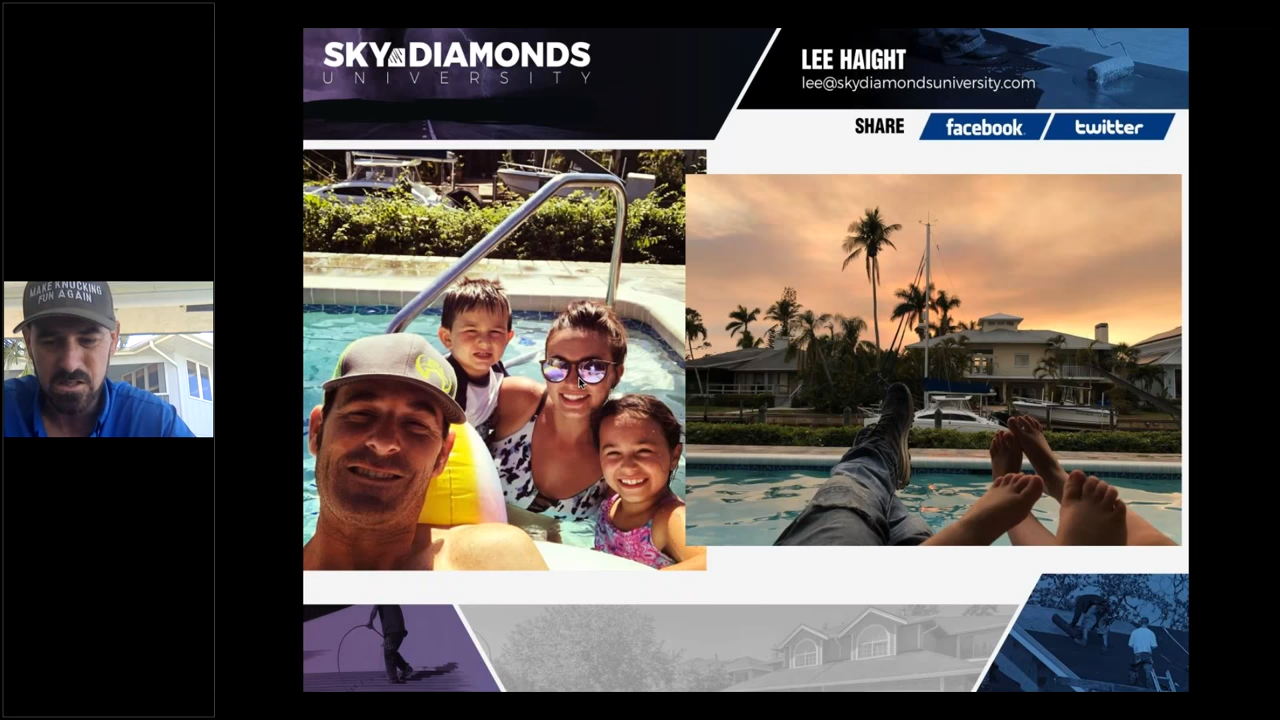 SKY DIAMONDS
UNIVERSITY
LEE HAIGHT
lee@skydiamondsuniversity.com
SHARE facebook twitter
MAKE KNOCKING
FUN AGAIN